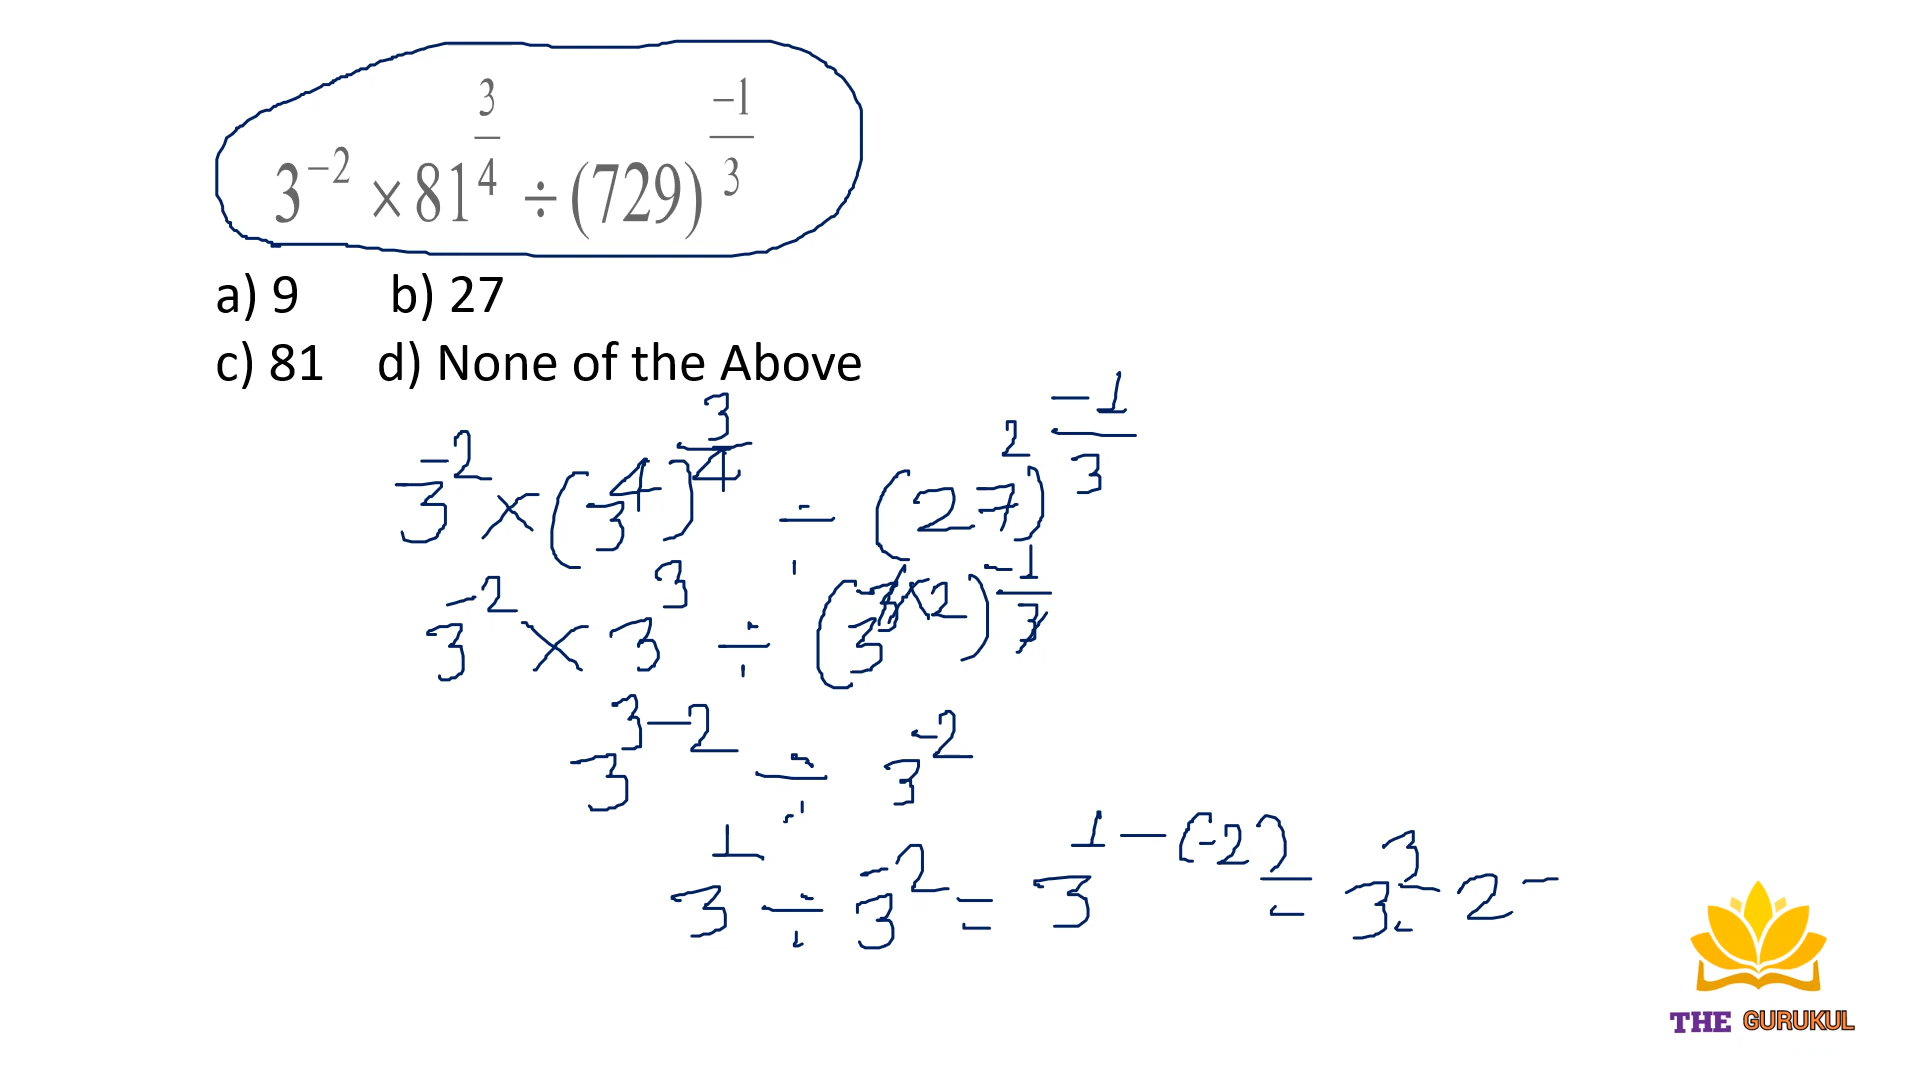 3^{-2} × 81^{3/4} ÷ (729)^{-1/3}
a) 9 b) 27
c) 81 d) None of the Above
3^{-2} × (3^4)^{3/4} ÷ (27^2)^{-1/3}
3^{-2} × 3^3 ÷ (3^{3×2})^{-1/3}
3^{3-2} ÷ 3^{-2}
3^1 ÷ 3^{-2} = 3^{1-(-2)} = 3^3 = 2
THE GURUKUL